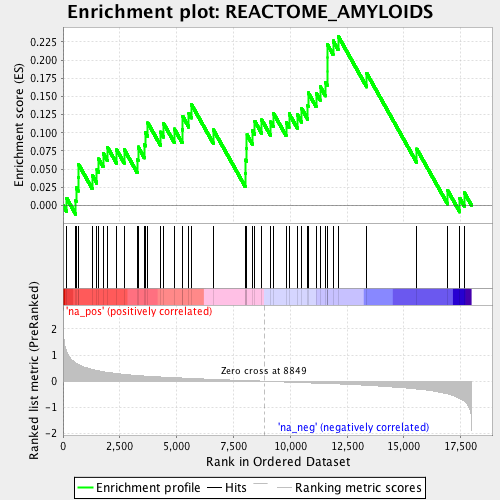 Enrichment plot: REACTOME_AMYLOIDS
Enrichment score (ES)
0.225
0.200
0.175
0.150
0.125
0.100
0.075
0.050
0.025
0.000
'na_pos' (positively correlated)
Ranked list metric (PreRanked)
2
1
0
-1
-2
Zero cross at 8849
'na_neg' (negatively correlated)
0 2,500 5,000 7,500 10,000 12,500 15,000 17,500
Rank in Ordered Dataset
Enrichment profile Hits Ranking metric scores